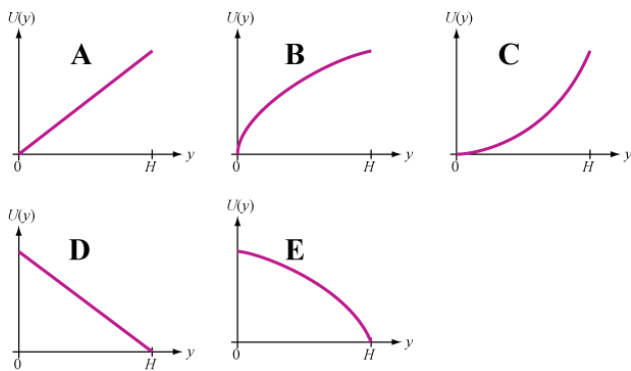 U(y) A 0 H y
U(y) B 0 H y
U(y) C 0 H y
U(y) D 0 H y
U(y) E 0 H y